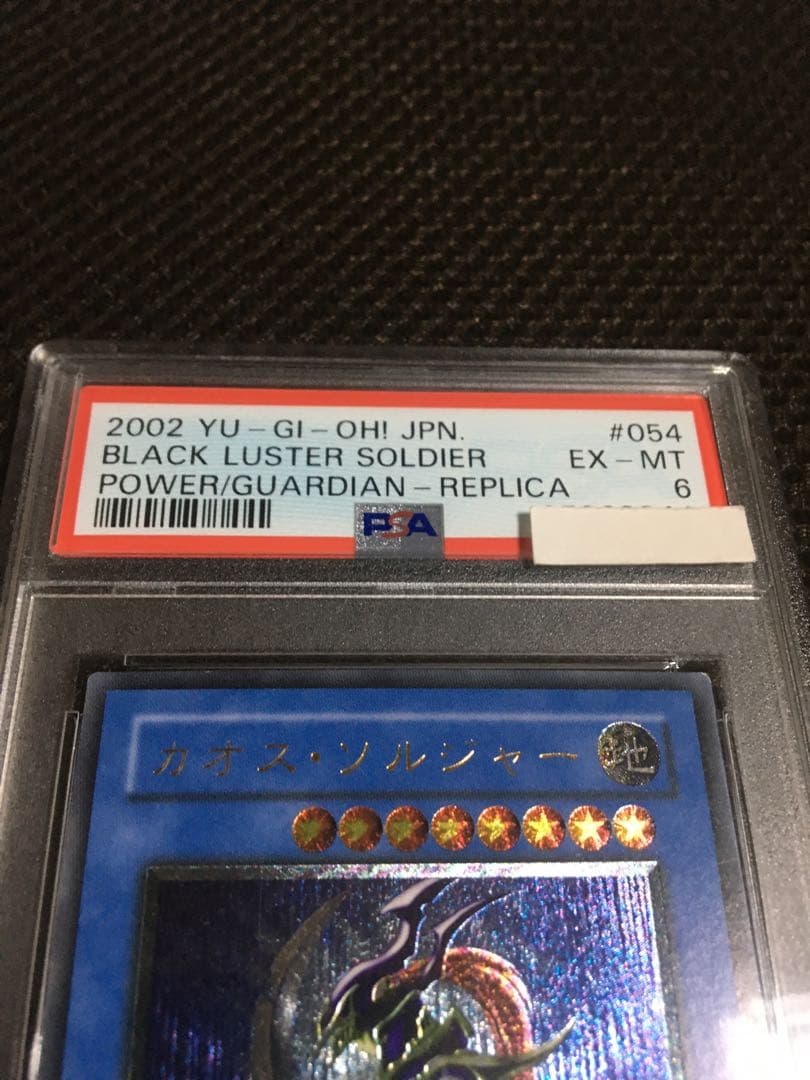 2002 YU-GI-OH! JPN. #054
BLACK LUSTER SOLDIER EX-MT
POWER/GUARDIAN-REPLICA 6
PSA
カオス・ソルジャー 地